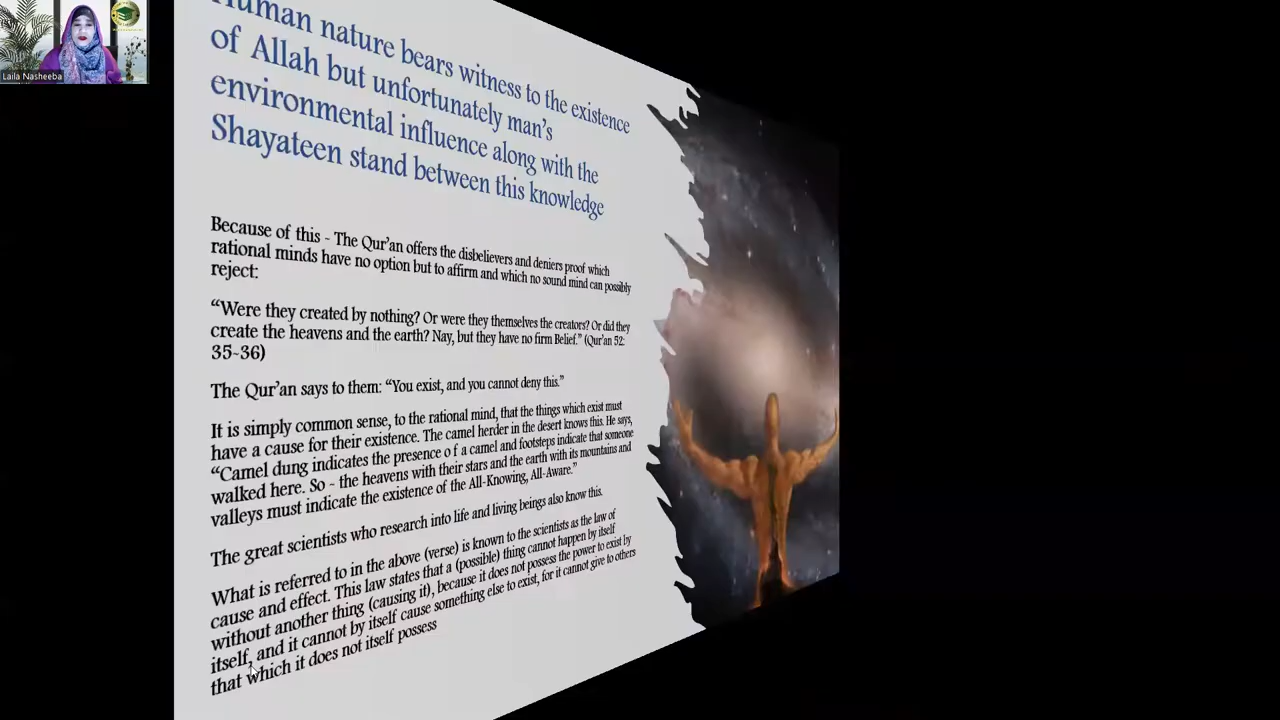 Laila Nasheeba
Human nature bears witness to the existence
of Allah but unfortunately man's
environmental influence along with the
Shayateen stand between this knowledge
Because of this - The Qur'an offers the disbelievers and deniers proof which
rational minds have no option but to affirm and which no sound mind can possibly
reject:
“Were they created by nothing? Or were they themselves the creators? Or did they
create the heavens and the earth? Nay, but they have no firm Belief.” (Qur'an 52:
35-36)
The Qur'an says to them: “You exist, and you cannot deny this.”
It is simply common sense, to the rational mind, that the things which exist must
have a cause for their existence. The camel herder in the desert knows this. He says,
“Camel dung indicates the presence o f a camel and footsteps indicate that someone
walked here. So - the heavens with their stars and the earth with its mountains and
valleys must indicate the existence of the All-Knowing, All-Aware.”
The great scientists who research into life and living beings also know this.
What is referred to in the above (verse) is known to the scientists as the law of
cause and effect. This law states that a (possible) thing cannot happen by itself
without another thing (causing it), because it does not possess the power to exist by
itself, and it cannot by itself cause something else to exist, for it cannot give to others
that which it does not itself possess